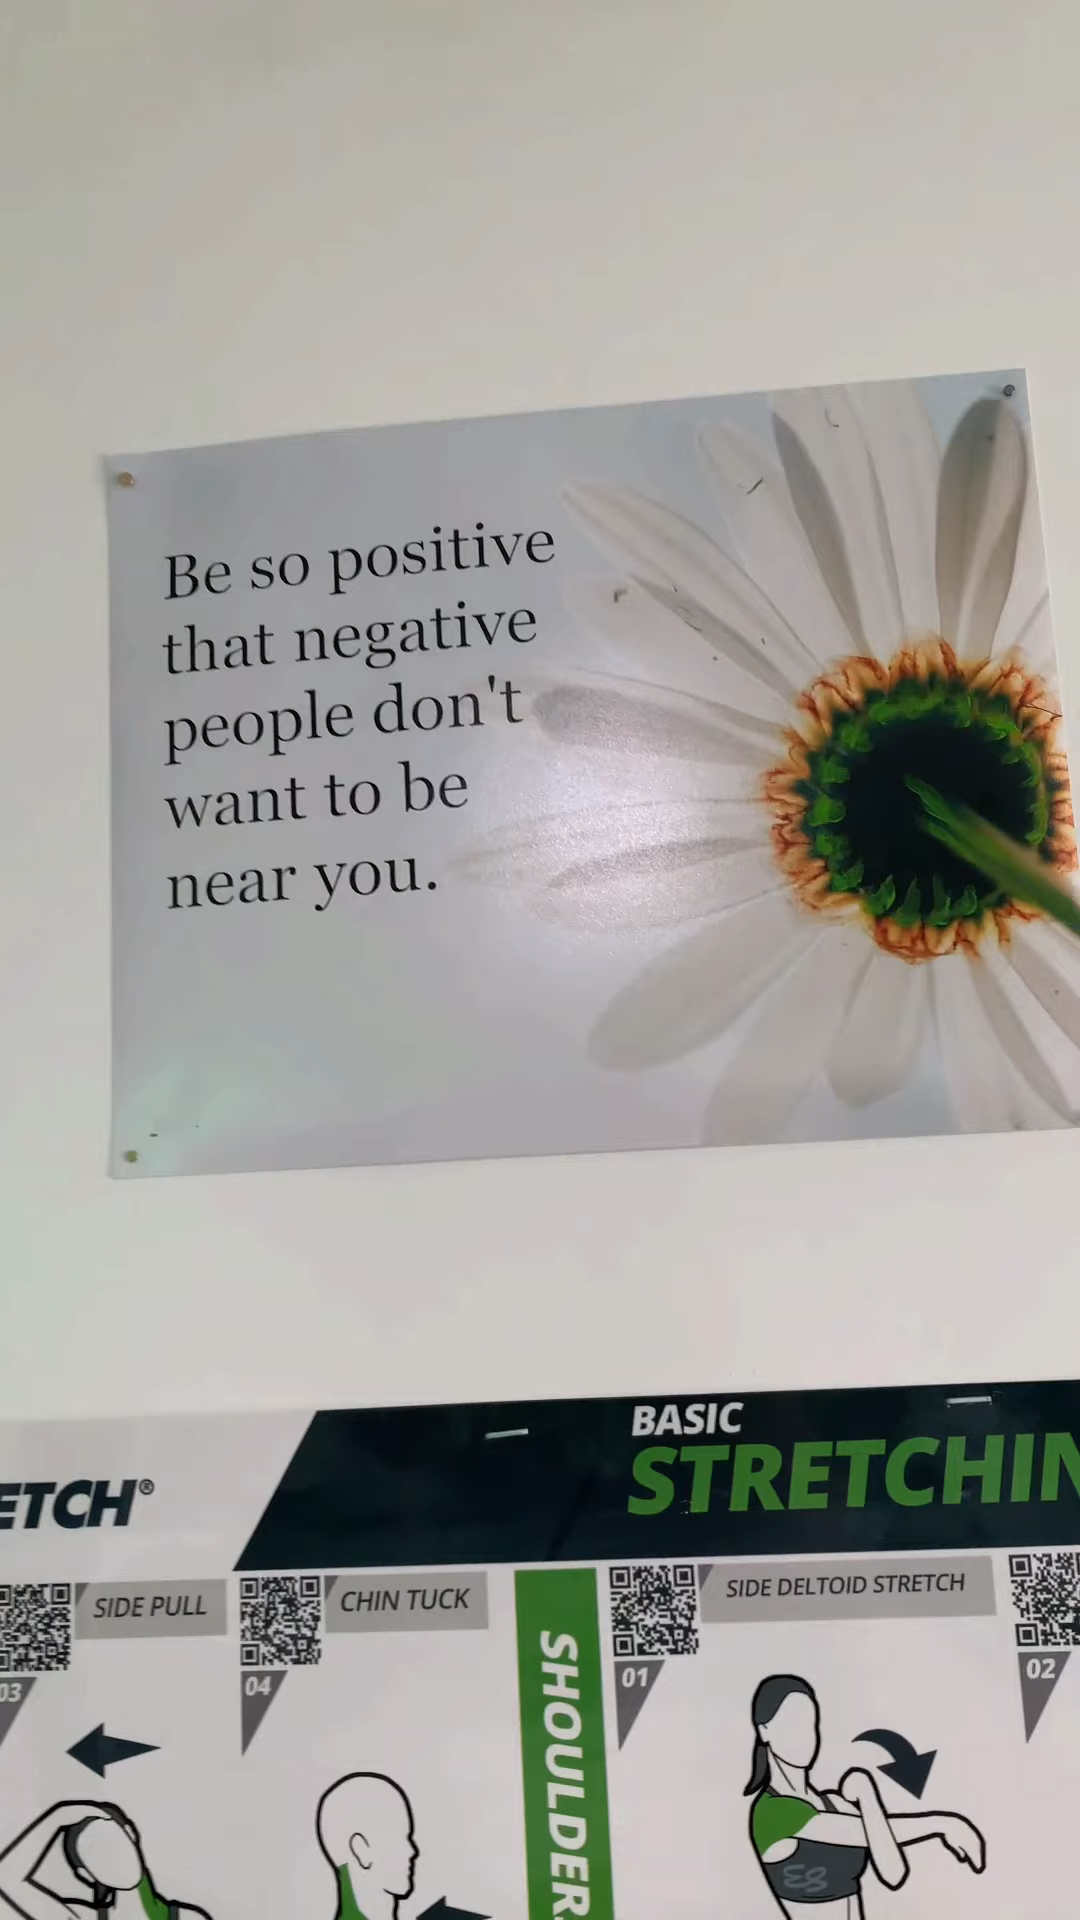 Be so positive
that negative
people don't
want to be
near you.
ETCH®
BASIC
STRETCHIN
SIDE PULL
CHIN TUCK
SIDE DELTOID STRETCH
03
04
SHOULDER
01
02
ES